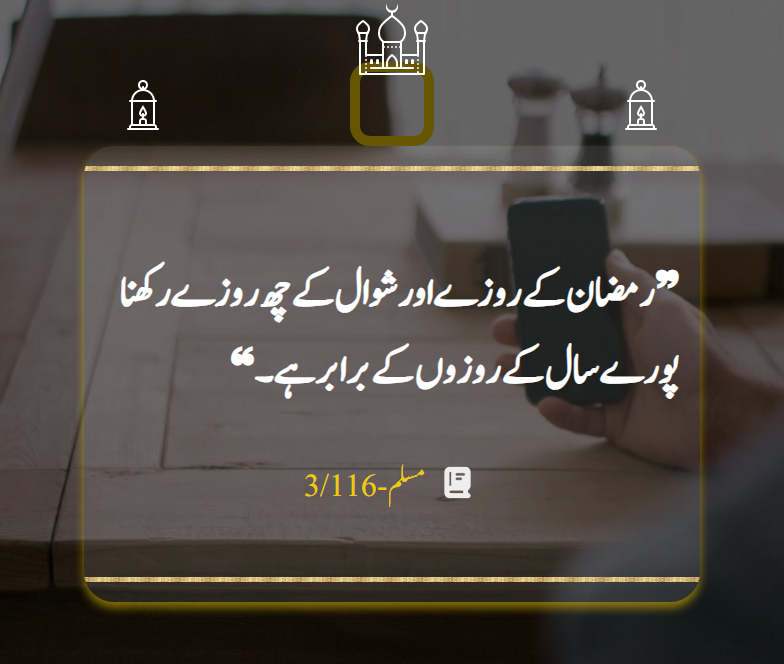 ”رمضان کے روزے اور شوال کے چھ روزے رکھنا
پورے سال کے روزوں کے برابر ہے۔“
مسلم-3/116